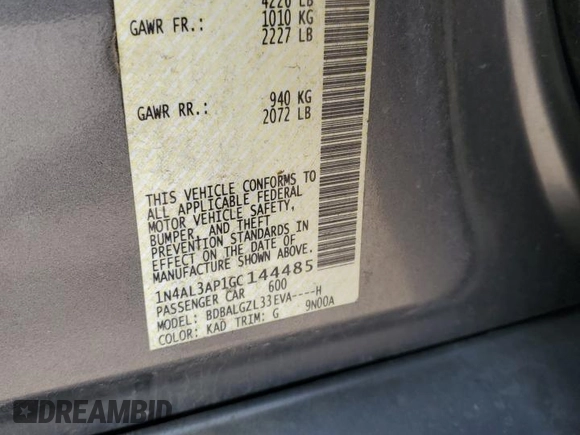 4226 LB
GAWR FR.: 1010 KG
2227 LB
GAWR RR.: 940 KG
2072 LB
THIS VEHICLE CONFORMS TO
ALL APPLICABLE FEDERAL
MOTOR VEHICLE SAFETY,
BUMPER, AND THEFT
PREVENTION STANDARDS IN
EFFECT ON THE DATE OF
MANUFACTURE SHOWN ABOVE.
1N4AL3AP1GC144485
PASSENGER CAR 600
MODEL: BDBALGZL33EVA----H
COLOR: KAD TRIM: G 9N00A
DREAMBID